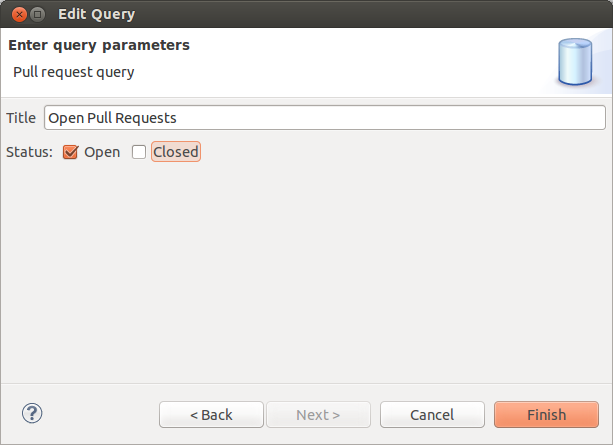 Edit Query
Enter query parameters
Pull request query
Title Open Pull Requests
Status: Open Closed
? < Back Next > Cancel Finish